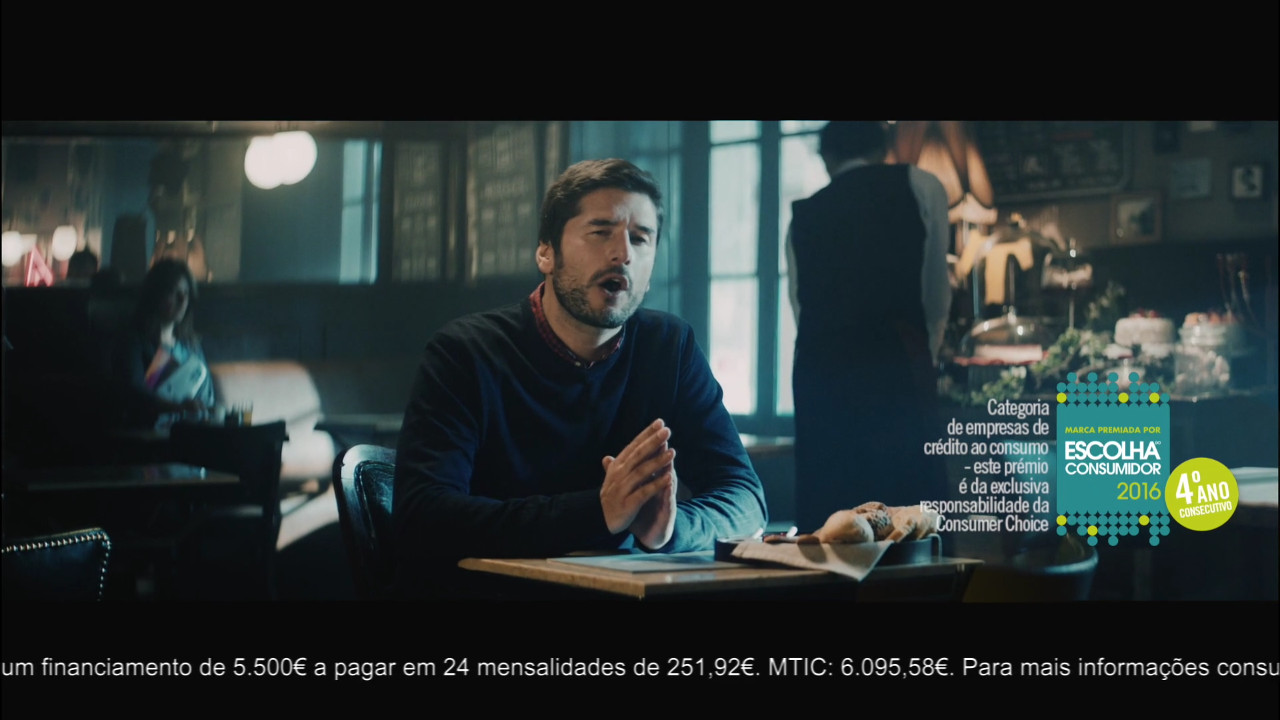 Categoria
de empresas de
crédito ao consumo
- este prémio
é da exclusiva
responsabilidade da
Consumer Choice
MARCA PREMIADA POR
ESCOLHA DO
CONSUMIDOR
2016
4º ANO
CONSECUTIVO
um financiamento de 5.500€ a pagar em 24 mensalidades de 251,92€. MTIC: 6.095,58€. Para mais informações consu